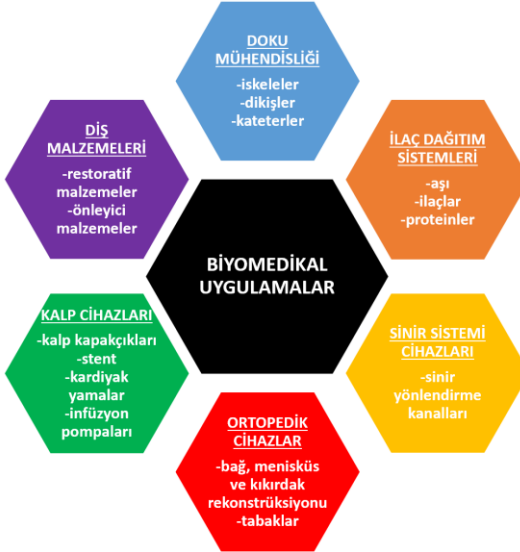 DOKU
MÜHENDİSLİĞİ
-iskeleler
-dikişler
-kateterler
DİŞ
MALZEMELERİ
-restoratif
malzemeler
-önleyici
malzemeler
İLAÇ DAĞITIM
SİSTEMLERİ
-aşı
-ilaçlar
-proteinler
BİYOMEDİKAL
UYGULAMALAR
KALP CİHAZLARI
-kalp kapakçıkları
-stent
-kardiyak
yamalar
-infüzyon
pompaları
SİNİR SİSTEMİ
CİHAZLARI
-sinir
yönlendirme
kanalları
ORTOPEDİK
CİHAZLAR
-bağ, menisküs
ve kıkırdak
rekonstrüksiyonu
-tabaklar